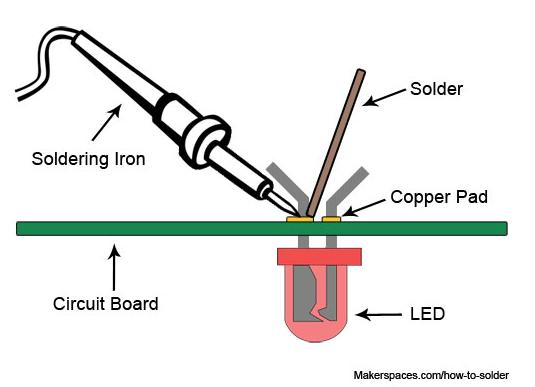 Solder
Soldering Iron
Copper Pad
Circuit Board
LED
Makerspaces.com/how-to-solder